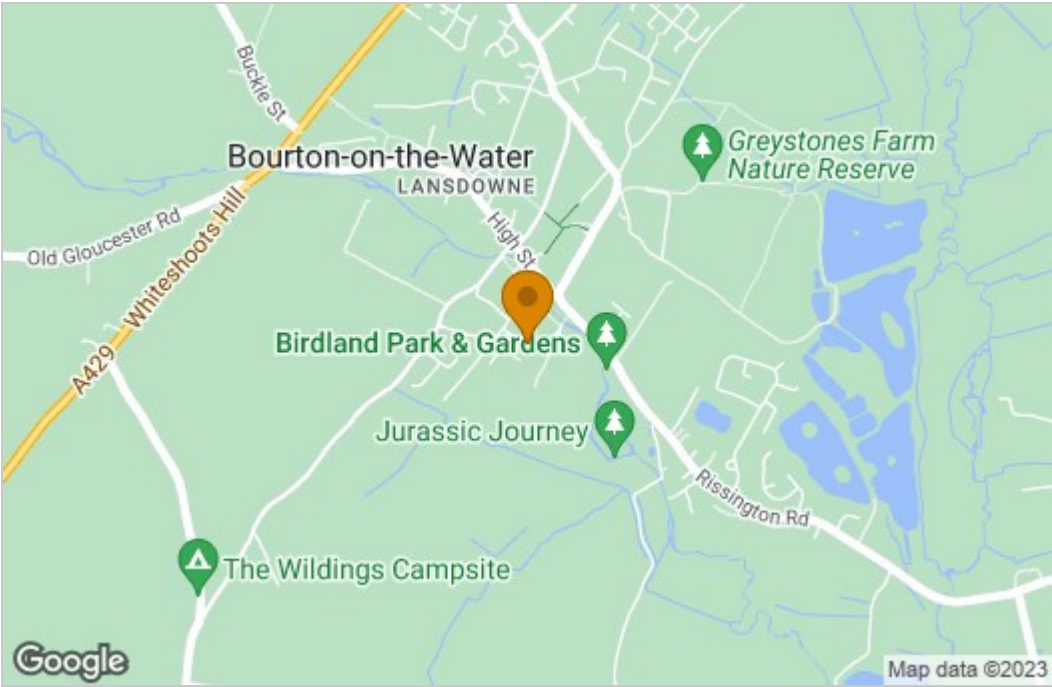 Buckle St
Greystones Farm
Nature Reserve
Bourton-on-the-Water
LANSDOWNE
Old Gloucester Rd
Whiteshoots Hill
High St
A429
Birdland Park & Gardens
Jurassic Journey
Rissington Rd
The Wildings Campsite
Google
Map data ©2023